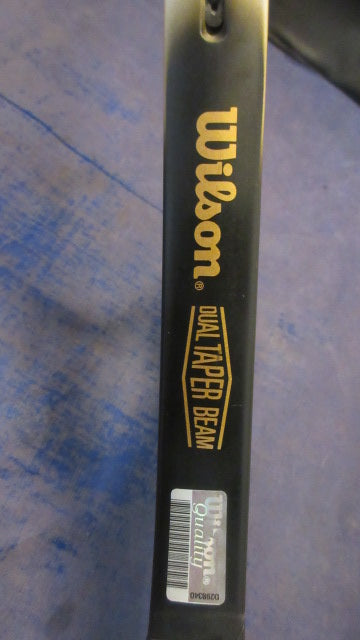 Wilson®
DUAL TAPER BEAM
Wilson®
Quality
D298340